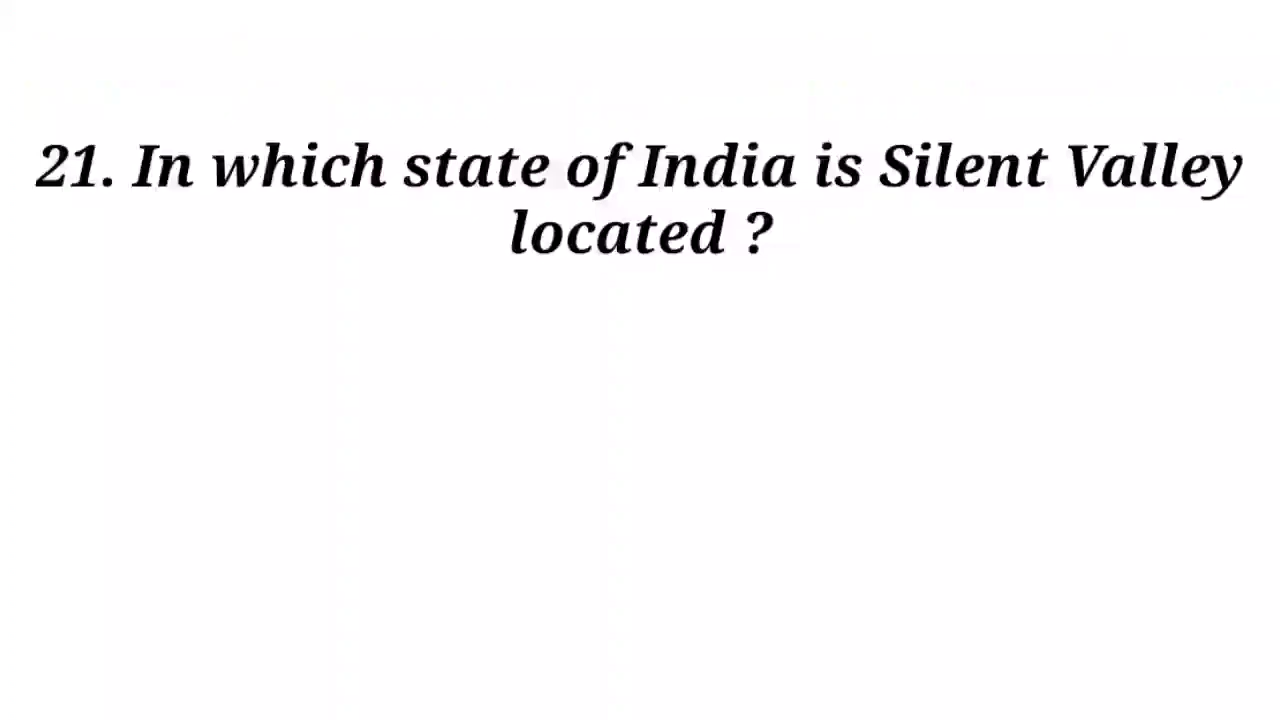 21. In which state of India is Silent Valley
located ?